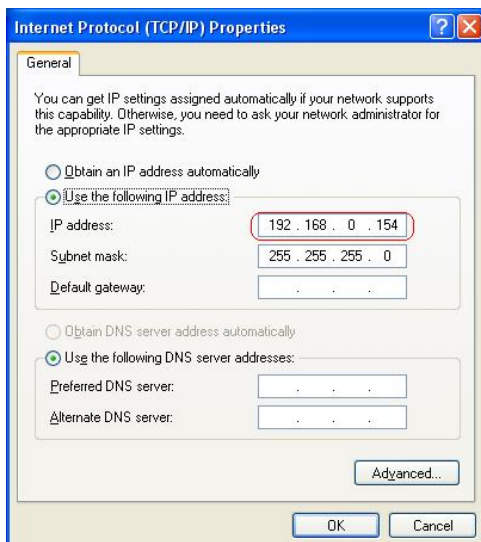 Internet Protocol (TCP/IP) Properties
General
You can get IP settings assigned automatically if your network supports
this capability. Otherwise, you need to ask your network administrator for
the appropriate IP settings.
Obtain an IP address automatically
Use the following IP address:
IP address: 192 . 168 . 0 . 154
Subnet mask: 255 . 255 . 255 . 0
Default gateway: . . .
Obtain DNS server address automatically
Use the following DNS server addresses:
Preferred DNS server: . . .
Alternate DNS server: . . .
Advanced...
OK Cancel